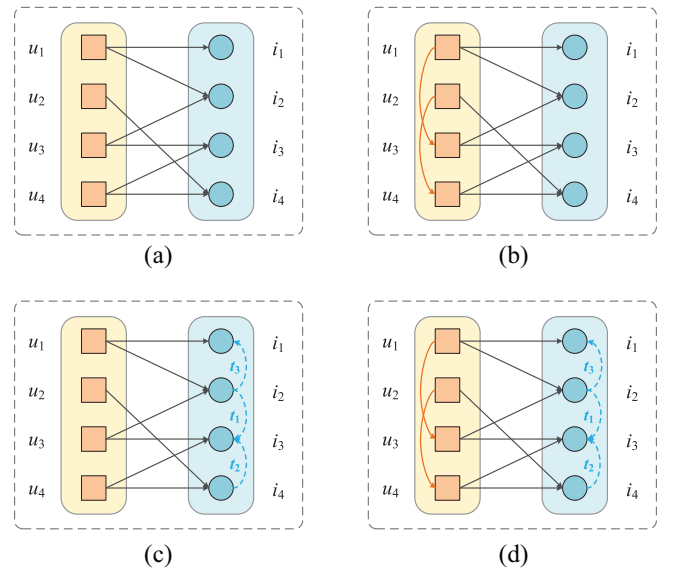 u1 i1
u2 i2
u3 i3
u4 i4
(a)
u1 i1
u2 i2
u3 i3
u4 i4
(b)
u1 i1
t3
u2 i2
t1
u3 i3
t2
u4 i4
(c)
u1 i1
t3
u2 i2
t1
u3 i3
t2
u4 i4
(d)